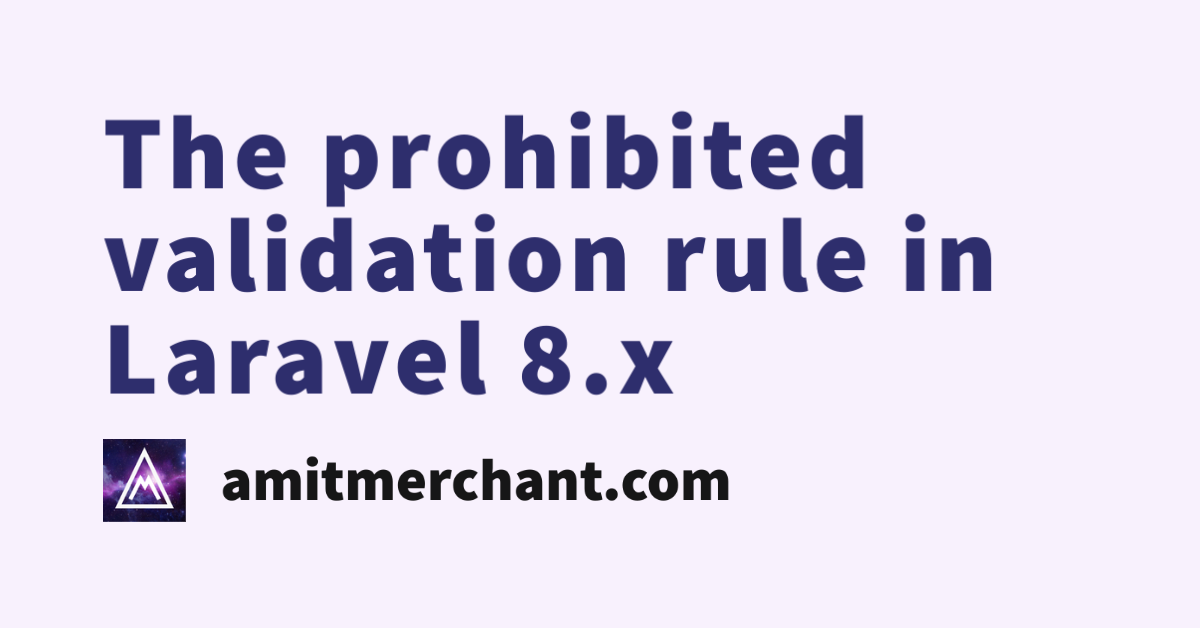 The prohibited
validation rule in
Laravel 8.x
amitmerchant.com